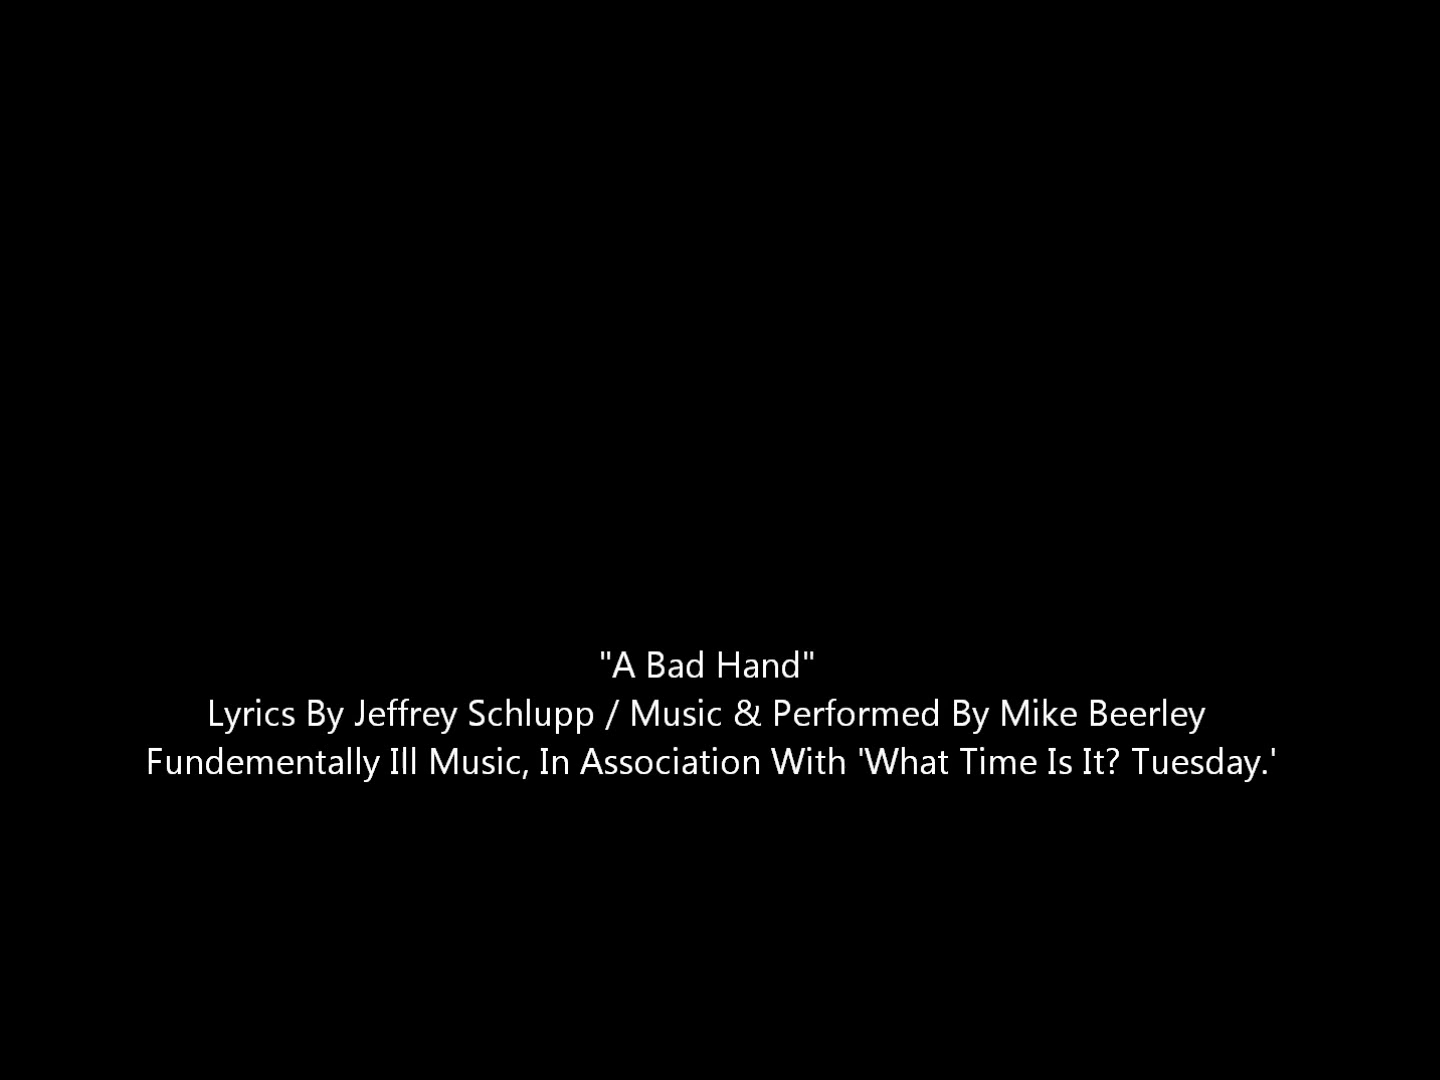 "A Bad Hand"
Lyrics By Jeffrey Schlupp / Music & Performed By Mike Beerley
Fundementally Ill Music, In Association With 'What Time Is It? Tuesday.'